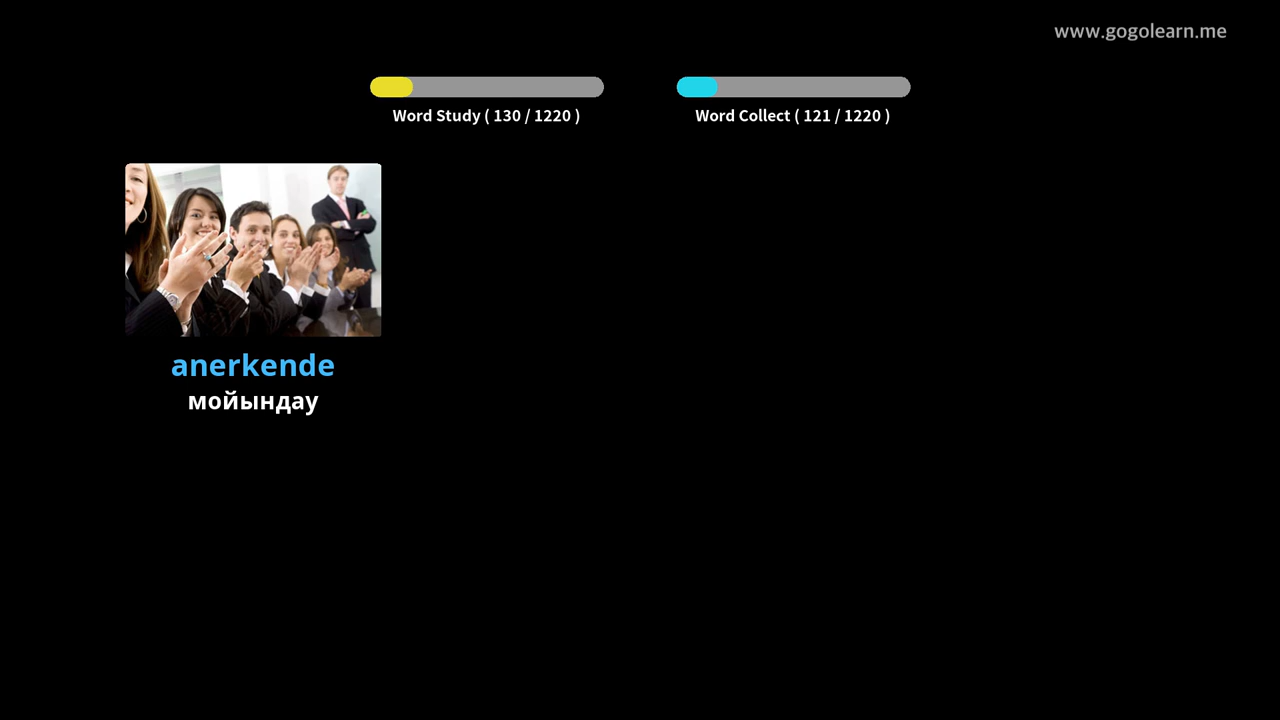 www.gogolearn.me
Word Study ( 130 / 1220 )
Word Collect ( 121 / 1220 )
anerkende
мойындау